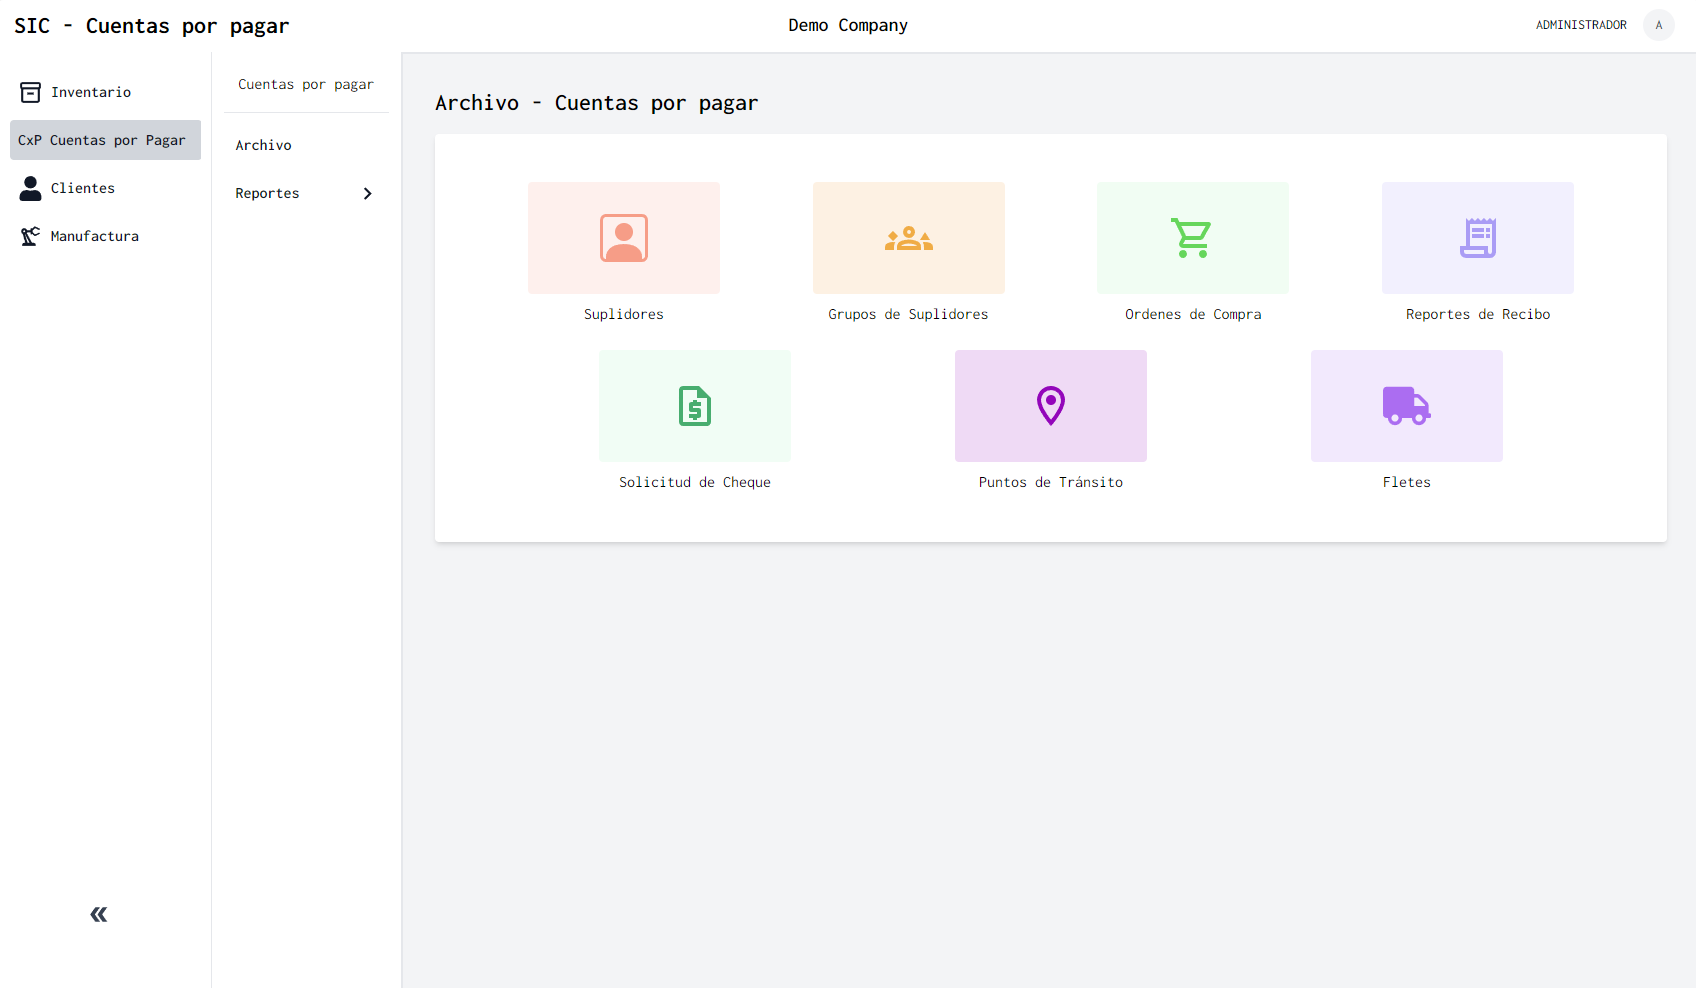 SIC - Cuentas por pagar
Demo Company
ADMINISTRADOR
A
Inventario
CxP Cuentas por Pagar
Clientes
Manufactura
Cuentas por pagar
Archivo
Reportes
Archivo - Cuentas por pagar
Suplidores
Grupos de Suplidores
Ordenes de Compra
Reportes de Recibo
Solicitud de Cheque
Puntos de Tránsito
Fletes